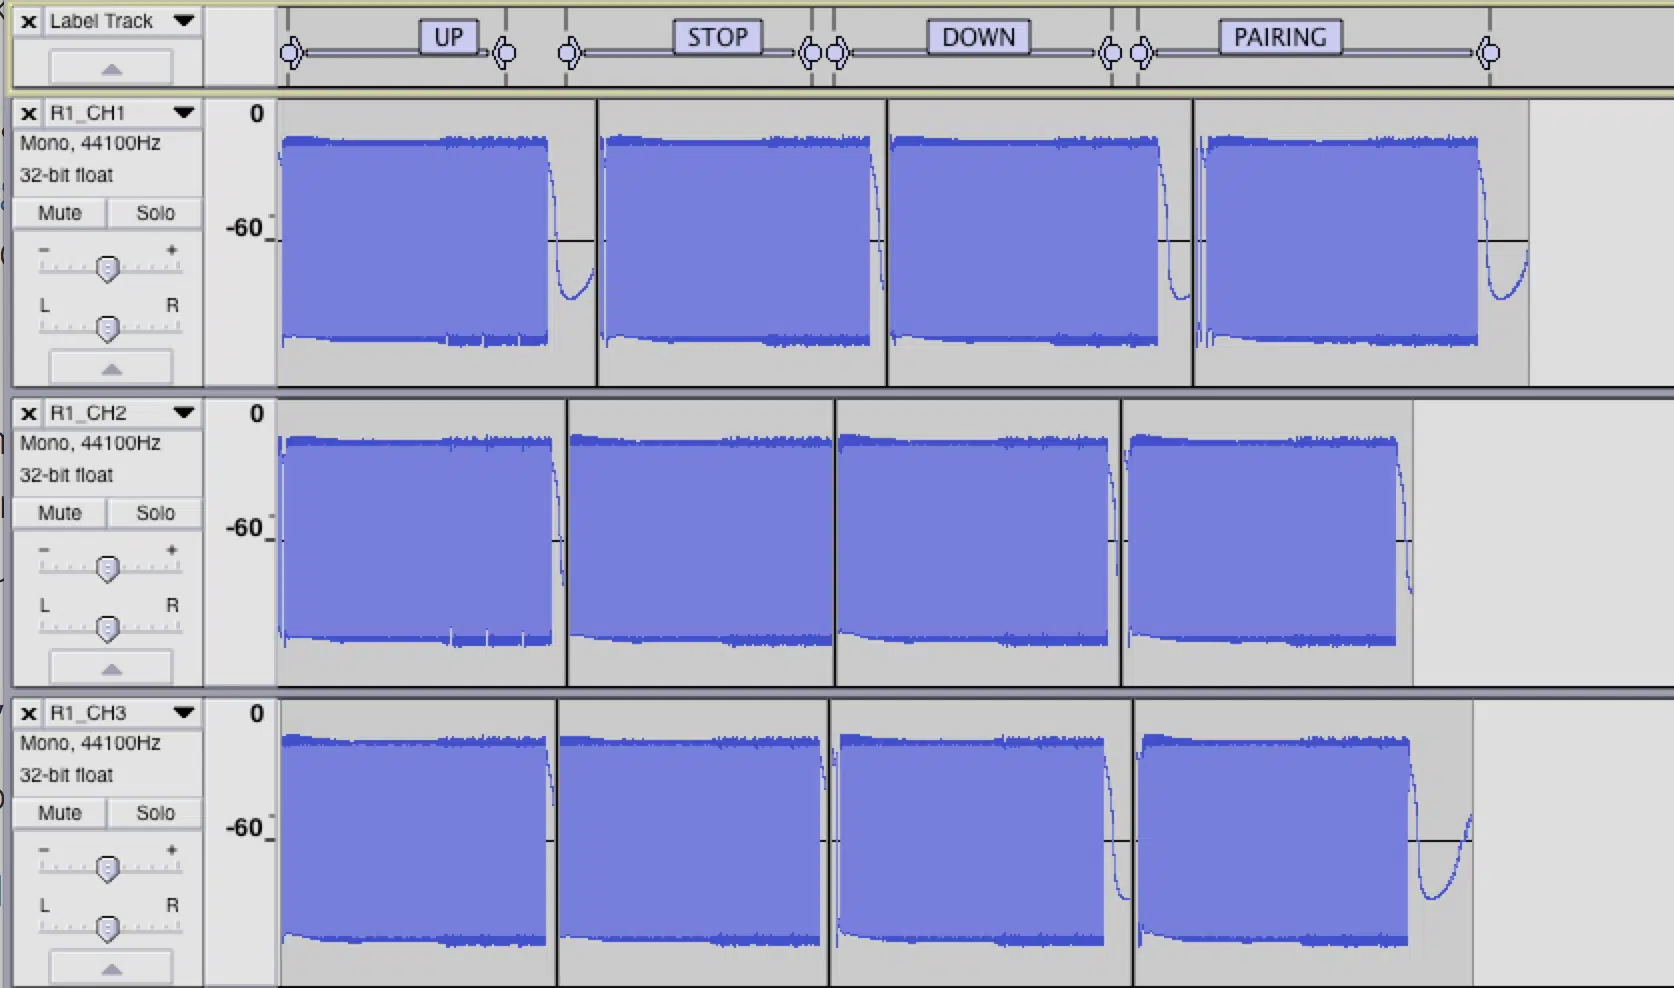 Label Track
UP
STOP
DOWN
PAIRING
R1_CH1
Mono, 44100Hz
32-bit float
Mute Solo
- +
L R
0
-60
R1_CH2
Mono, 44100Hz
32-bit float
Mute Solo
- +
L R
0
-60
R1_CH3
Mono, 44100Hz
32-bit float
Mute Solo
- +
L R
0
-60